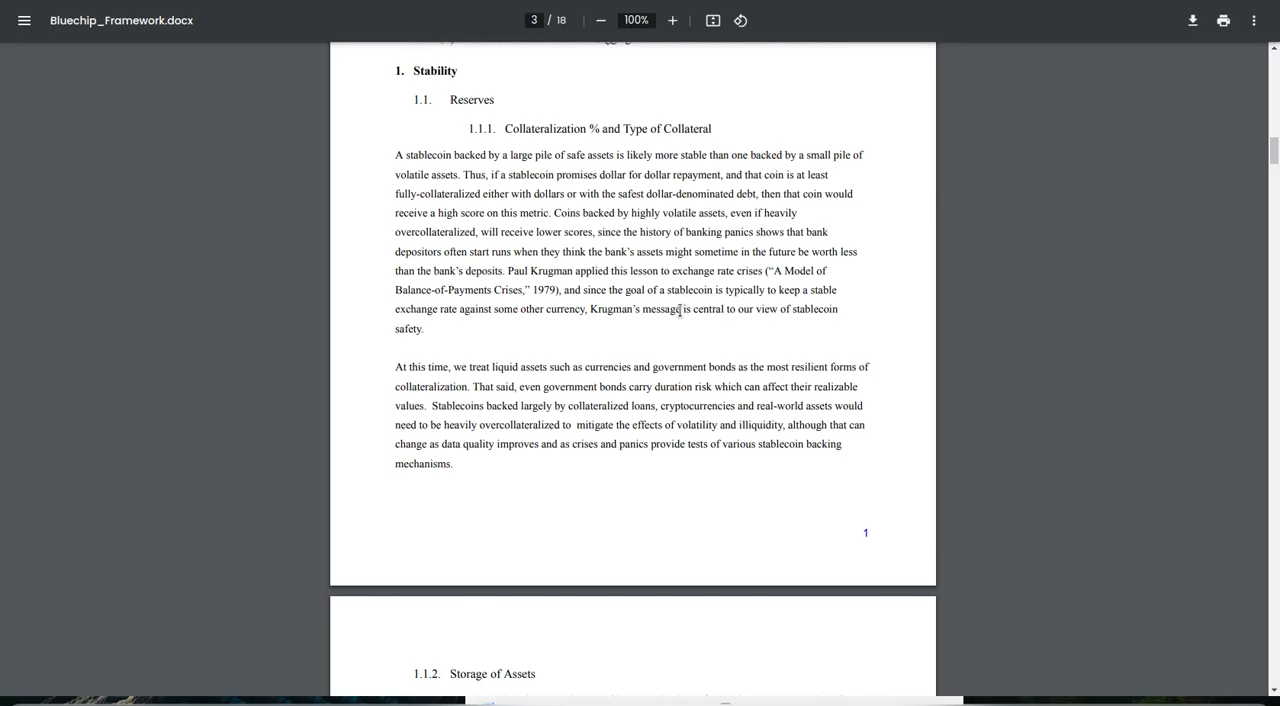 Bluechip_Framework.docx
3 / 18
100%
1. Stability
1.1. Reserves
1.1.1. Collateralization % and Type of Collateral
A stablecoin backed by a large pile of safe assets is likely more stable than one backed by a small pile of
volatile assets. Thus, if a stablecoin promises dollar for dollar repayment, and that coin is at least
fully-collateralized either with dollars or with the safest dollar-denominated debt, then that coin would
receive a high score on this metric. Coins backed by highly volatile assets, even if heavily
overcollateralized, will receive lower scores, since the history of banking panics shows that bank
depositors often start runs when they think the bank’s assets might sometime in the future be worth less
than the bank’s deposits. Paul Krugman applied this lesson to exchange rate crises (“A Model of
Balance-of-Payments Crises,” 1979), and since the goal of a stablecoin is typically to keep a stable
exchange rate against some other currency, Krugman’s message is central to our view of stablecoin
safety.
At this time, we treat liquid assets such as currencies and government bonds as the most resilient forms of
collateralization. That said, even government bonds carry duration risk which can affect their realizable
values.  Stablecoins backed largely by collateralized loans, cryptocurrencies and real-world assets would
need to be heavily overcollateralized to  mitigate the effects of volatility and illiquidity, although that can
change as data quality improves and as crises and panics provide tests of various stablecoin backing
mechanisms.
1
1.1.2. Storage of Assets